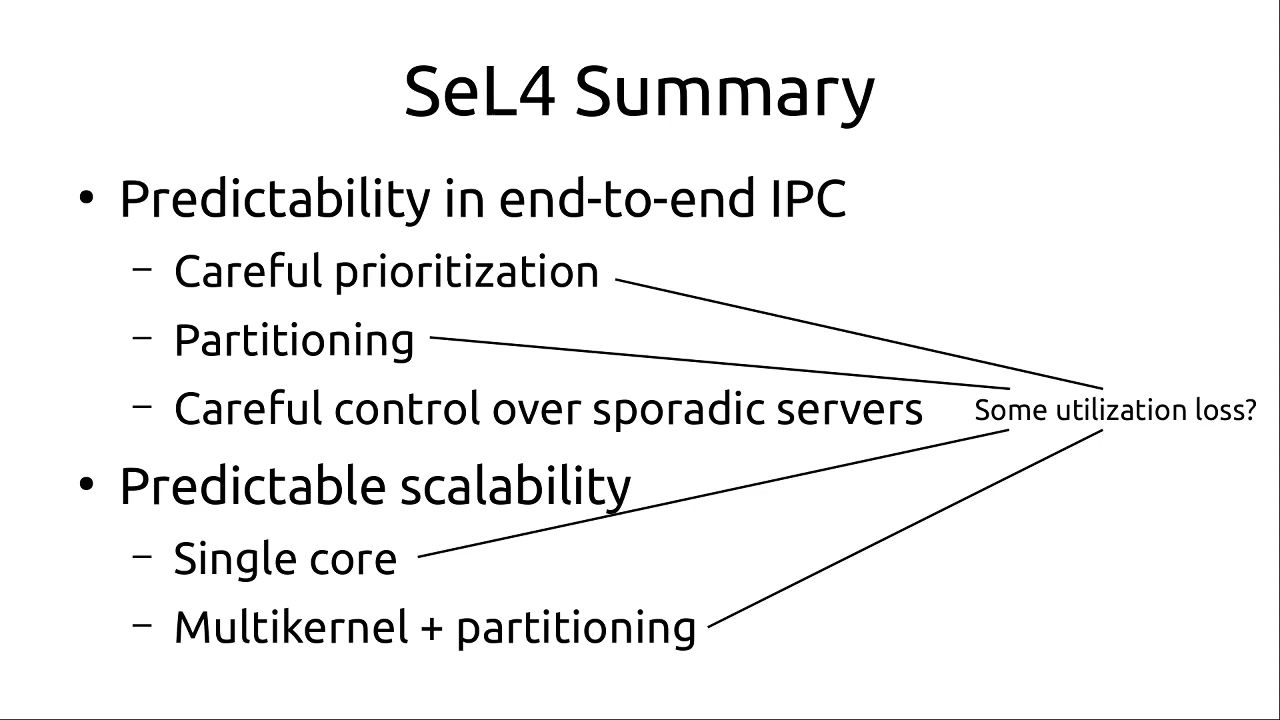 SeL4 Summary
• Predictability in end-to-end IPC
– Careful prioritization
– Partitioning
– Careful control over sporadic servers
Some utilization loss?
• Predictable scalability
– Single core
– Multikernel + partitioning